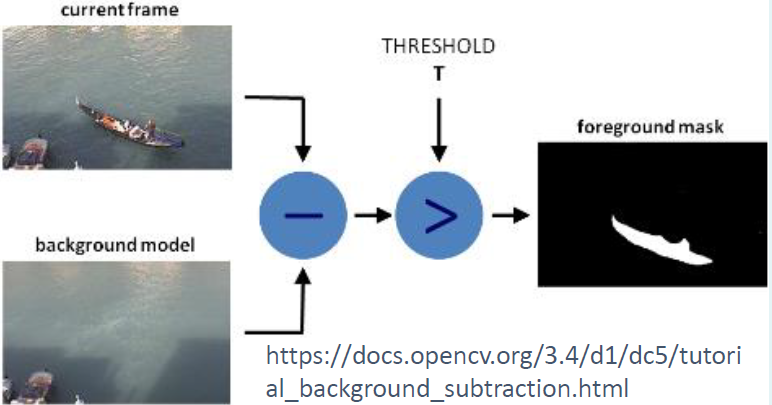 current frame
THRESHOLD
T
foreground mask
−
>
background model
https://docs.opencv.org/3.4/d1/dc5/tutori
al_background_subtraction.html